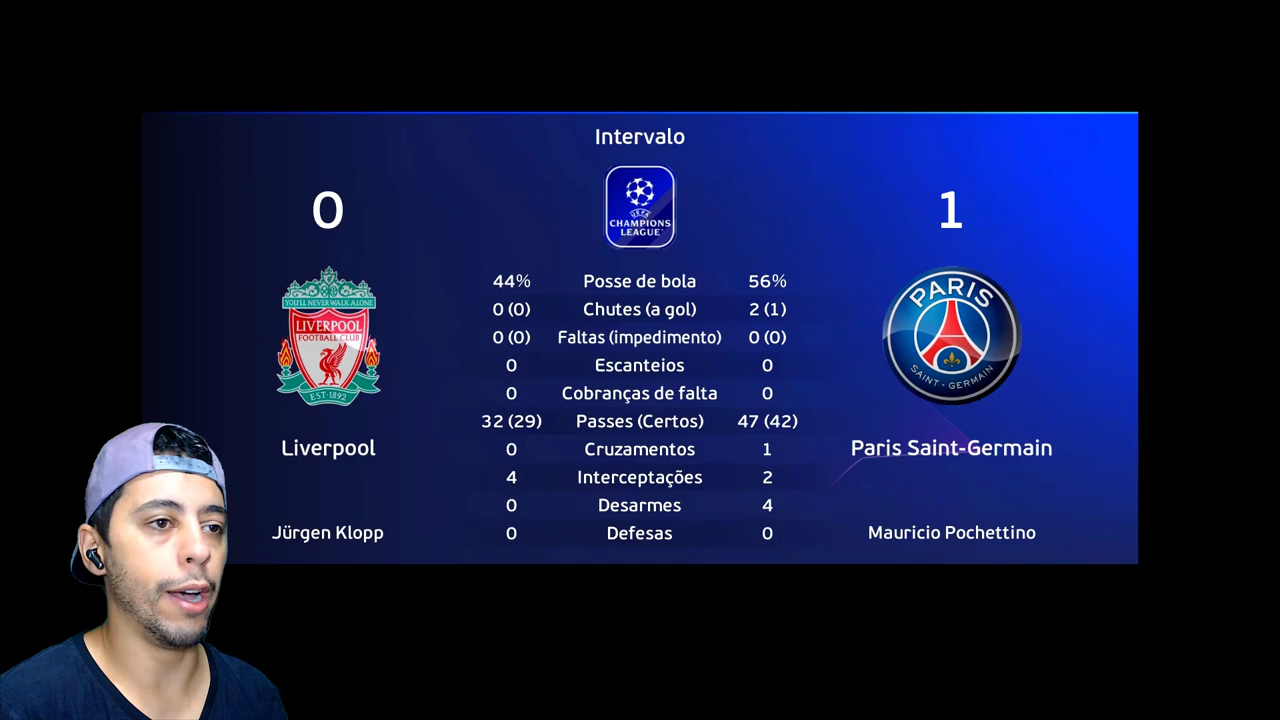 Intervalo
0
1
UEFA
CHAMPIONS
LEAGUE
YOU'LL NEVER WALK ALONE
LIVERPOOL
FOOTBALL CLUB
EST·1892
PARIS
SAINT-GERMAIN
44% Posse de bola 56%
0 (0) Chutes (a gol) 2 (1)
0 (0) Faltas (impedimento) 0 (0)
0 Escanteios 0
0 Cobranças de falta 0
32 (29) Passes (Certos) 47 (42)
0 Cruzamentos 1
4 Interceptações 2
0 Desarmes 4
0 Defesas 0
Liverpool
Paris Saint-Germain
Jürgen Klopp
Mauricio Pochettino